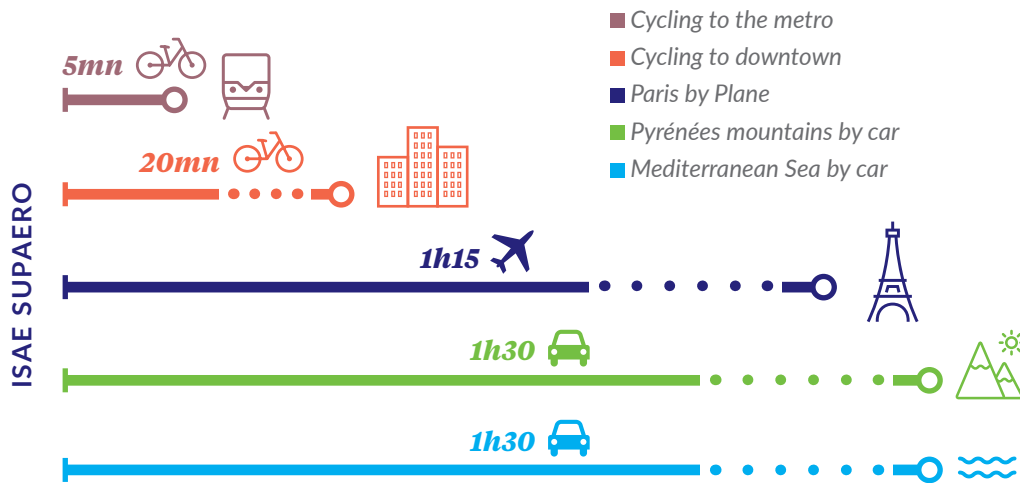 Cycling to the metro
Cycling to downtown
Paris by Plane
Pyrénées mountains by car
Mediterranean Sea by car
5mn
20mn
1h15
1h30
1h30
ISAE SUPAERO